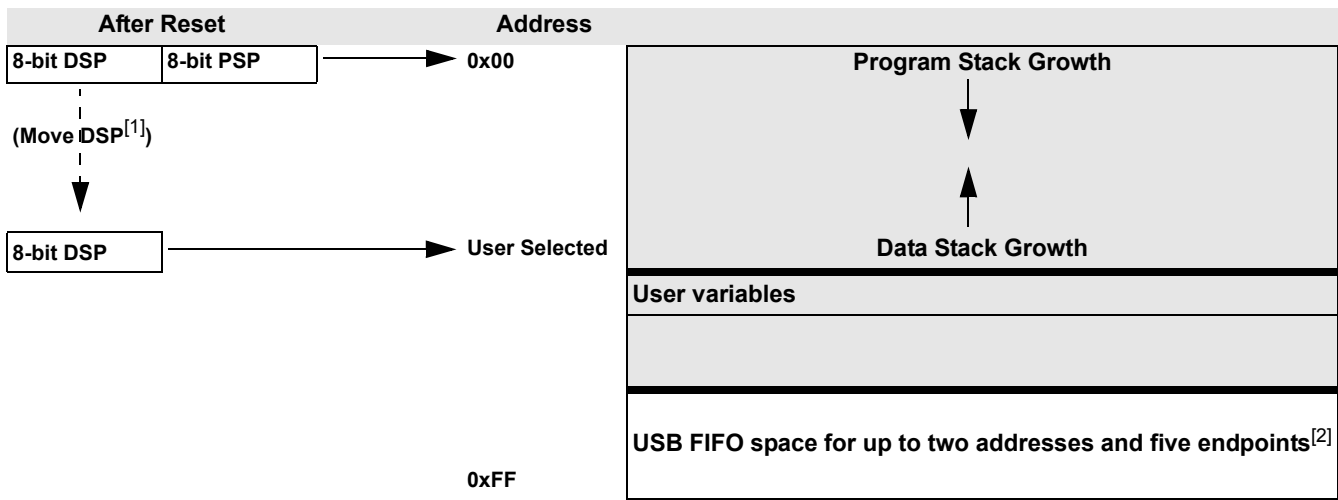 After Reset
Address
8-bit DSP
8-bit PSP
0x00
Program Stack Growth
(Move DSP[1])
8-bit DSP
User Selected
Data Stack Growth
User variables
USB FIFO space for up to two addresses and five endpoints[2]
0xFF